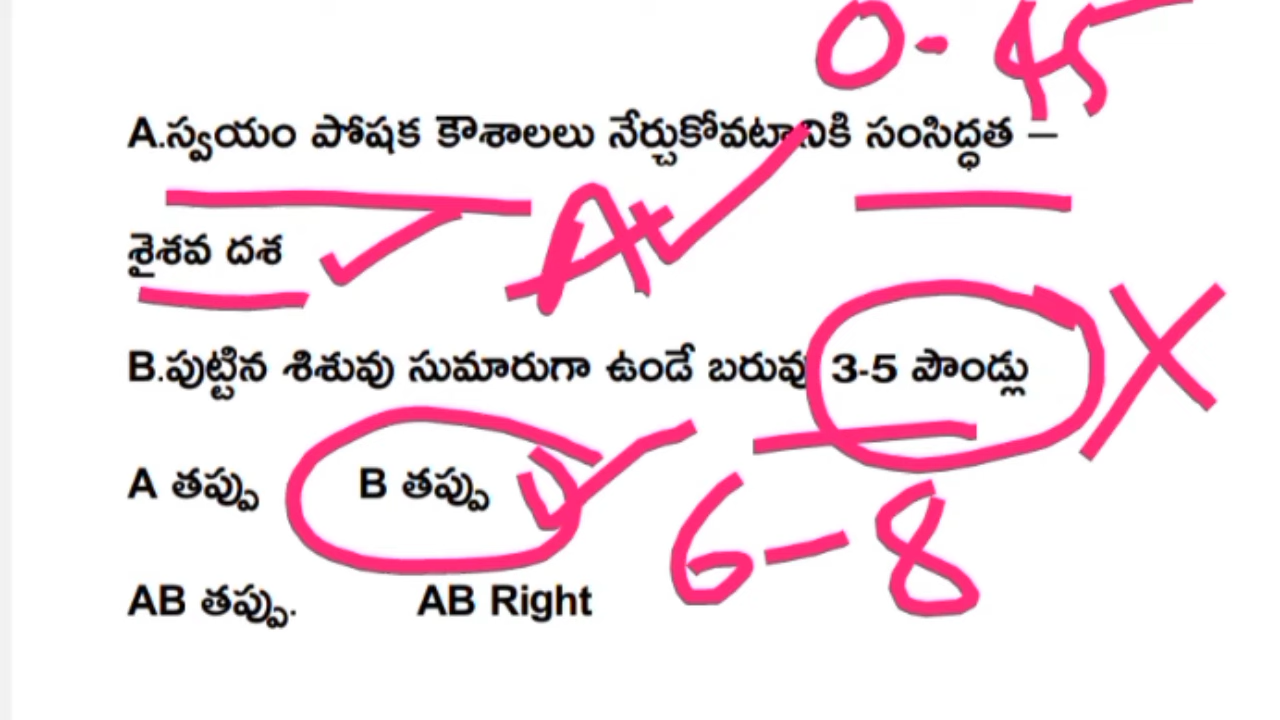 0-45
A.స్వయం పోషక కౌశాలలు నేర్చుకోవటానికి సంసిద్ధత –
శైశవ దశ
A
B.పుట్టిన శిశువు సుమారుగా ఉండే బరువు 3-5 పౌండ్లు
A తప్పు B తప్పు
6-8
AB తప్పు. AB Right